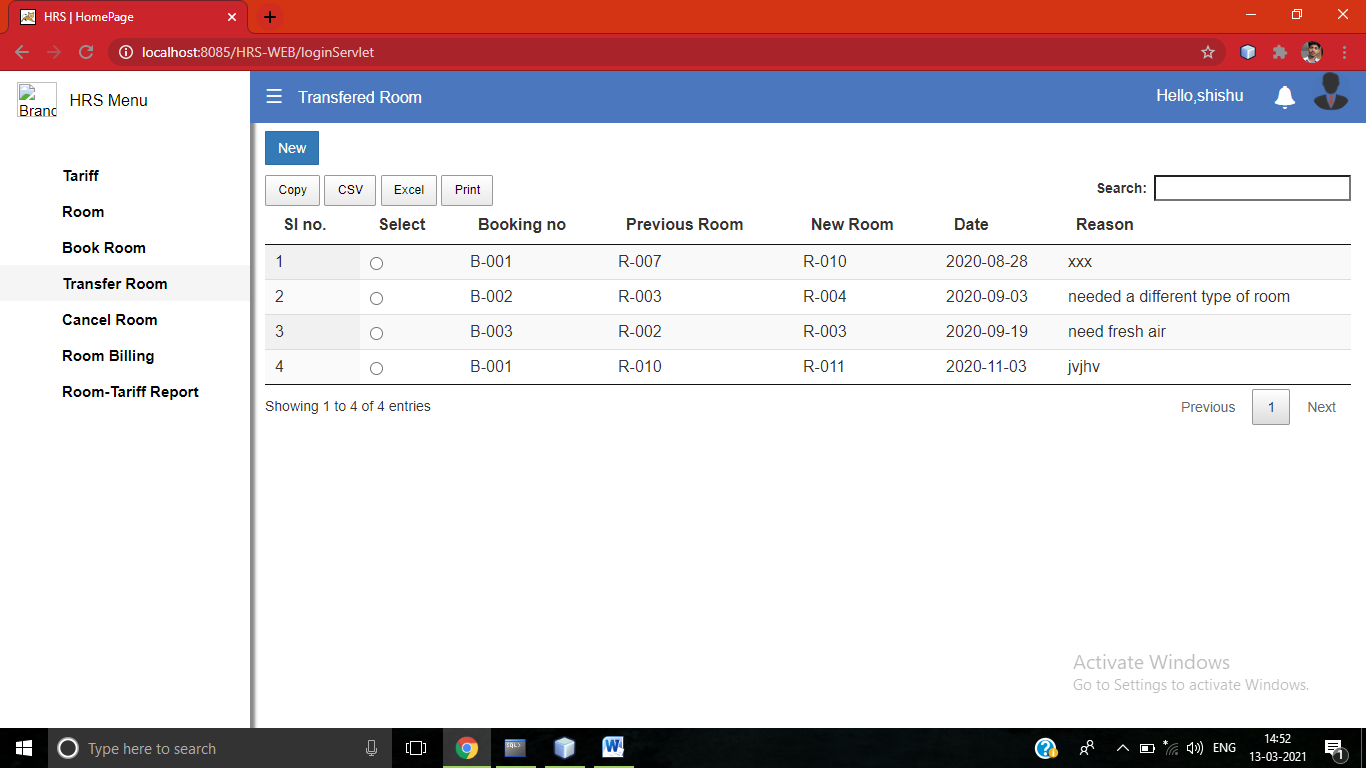 HRS | HomePage
localhost:8085/HRS-WEB/loginServlet
Branc HRS Menu
Transfered Room
Hello,shishu
Tariff
Room
Book Room
Transfer Room
Cancel Room
Room Billing
Room-Tariff Report
New
Copy CSV Excel Print
Search:
Sl no. Select Booking no Previous Room New Room Date Reason
1 B-001 R-007 R-010 2020-08-28 xxx
2 B-002 R-003 R-004 2020-09-03 needed a different type of room
3 B-003 R-002 R-003 2020-09-19 need fresh air
4 B-001 R-010 R-011 2020-11-03 jvjhv
Showing 1 to 4 of 4 entries
Previous 1 Next
Activate Windows
Go to Settings to activate Windows.
Type here to search
SQL>
W
ENG
14:52
13-03-2021
1